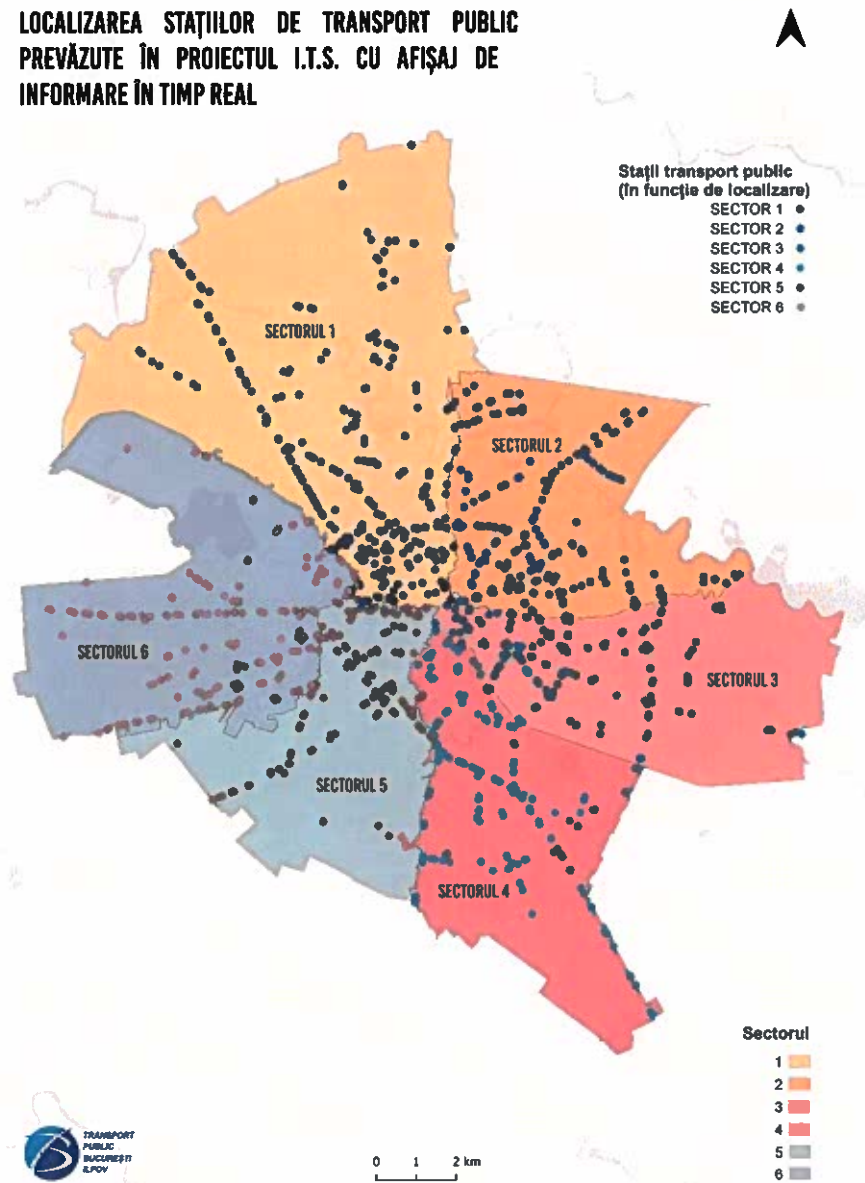 LOCALIZAREA STAȚIILOR DE TRANSPORT PUBLIC
PREVĂZUTE ÎN PROIECTUL I.T.S. CU AFIȘAJ DE
INFORMARE ÎN TIMP REAL
Stații transport public
(în funcție de localizare)
SECTOR 1
SECTOR 2
SECTOR 3
SECTOR 4
SECTOR 5
SECTOR 6
SECTORUL 1
SECTORUL 2
SECTORUL 6
SECTORUL 3
SECTORUL 5
SECTORUL 4
Sectorul
1
2
3
4
5
6
TRANSPORT
PUBLIC
BUCUREȘTI
ILFOV
0 1 2 km